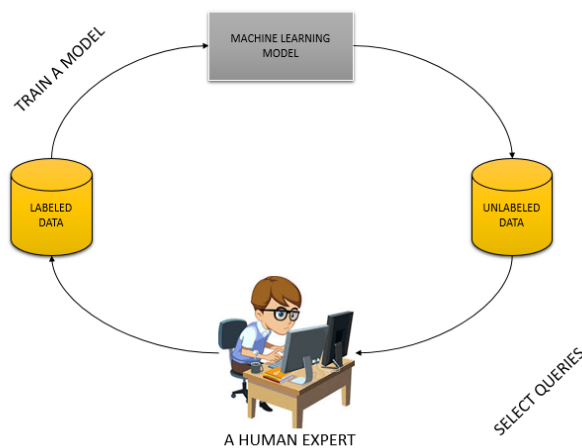 TRAIN A MODEL
MACHINE LEARNING
MODEL
LABELED
DATA
UNLABELED
DATA
SELECT QUERIES
A HUMAN EXPERT